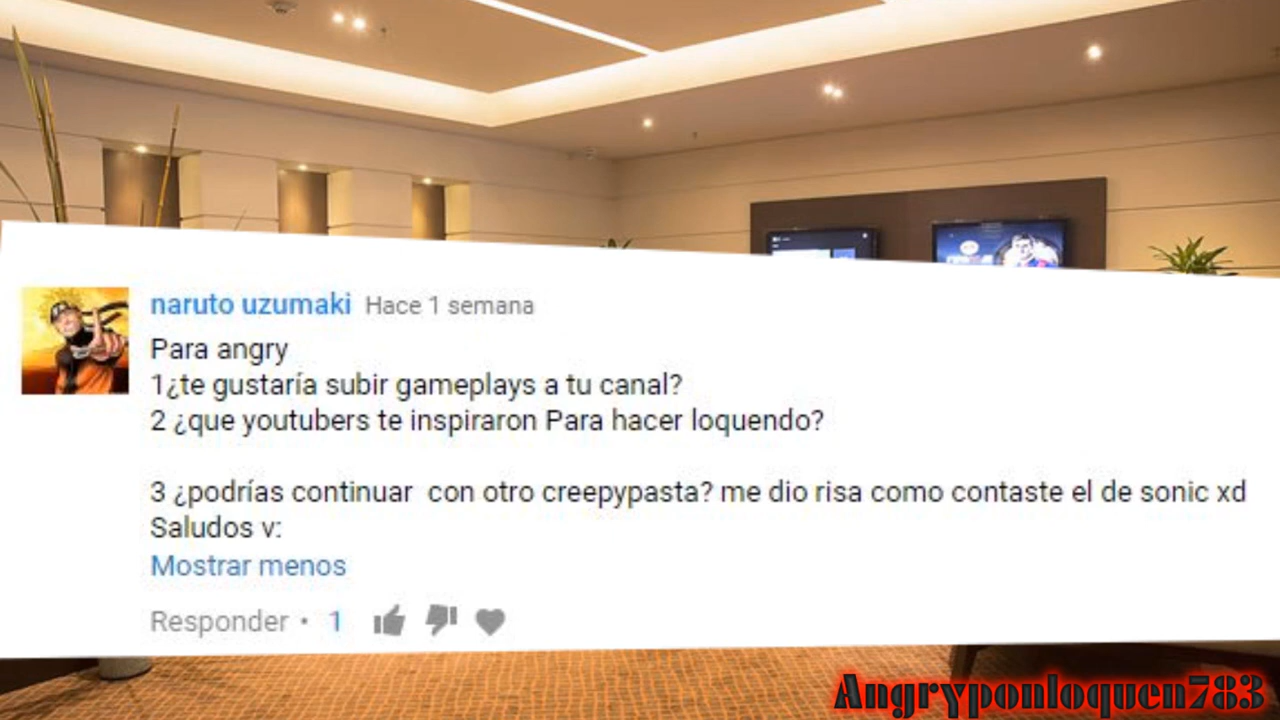 naruto uzumaki Hace 1 semana
Para angry
1¿te gustaría subir gameplays a tu canal?
2 ¿que youtubers te inspiraron Para hacer loquendo?
3 ¿podrías continuar con otro creepypasta? me dio risa como contaste el de sonic xd
Saludos v:
Mostrar menos
Responder • 1
Angryponloquen783